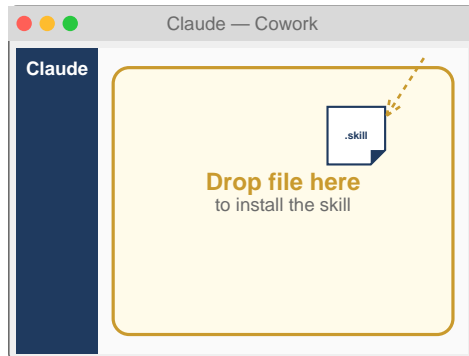 Claude — Cowork
Claude
.skill
Drop file here
to install the skill